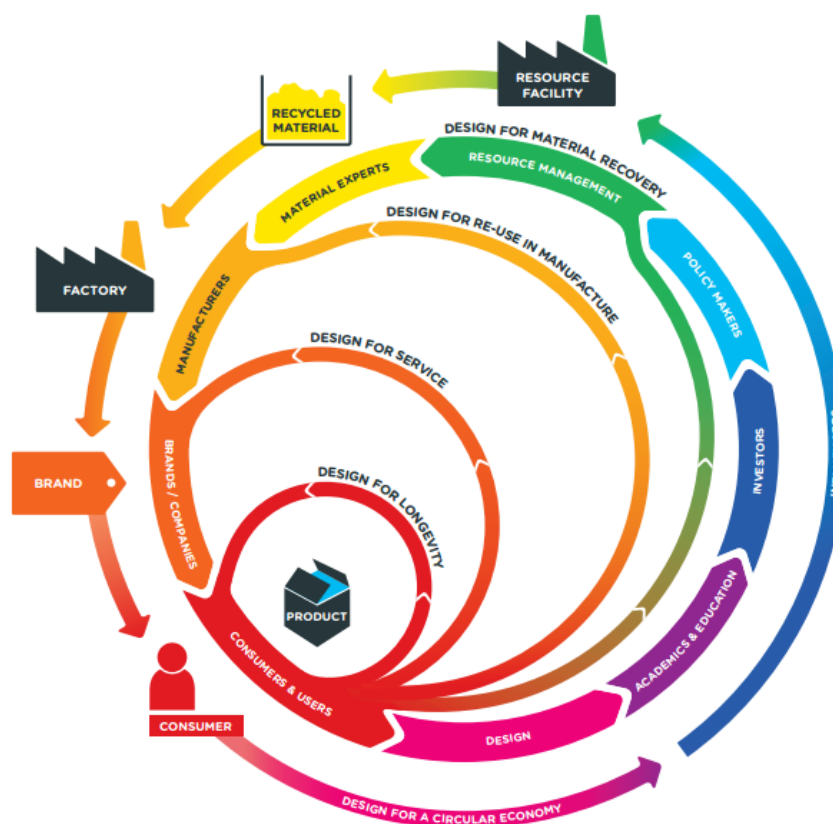 RESOURCE
FACILITY
RECYCLED
MATERIAL
DESIGN FOR MATERIAL RECOVERY
RESOURCE MANAGEMENT
MATERIAL EXPERTS
DESIGN FOR RE-USE IN MANUFACTURE
POLICY MAKERS
FACTORY
MANUFACTURERS
DESIGN FOR SERVICE
INVESTORS
BRANDS / COMPANIES
BRAND
DESIGN FOR LONGEVITY
PRODUCT
ACADEMICS & EDUCATION
CONSUMERS & USERS
CONSUMER
DESIGN
DESIGN FOR A CIRCULAR ECONOMY